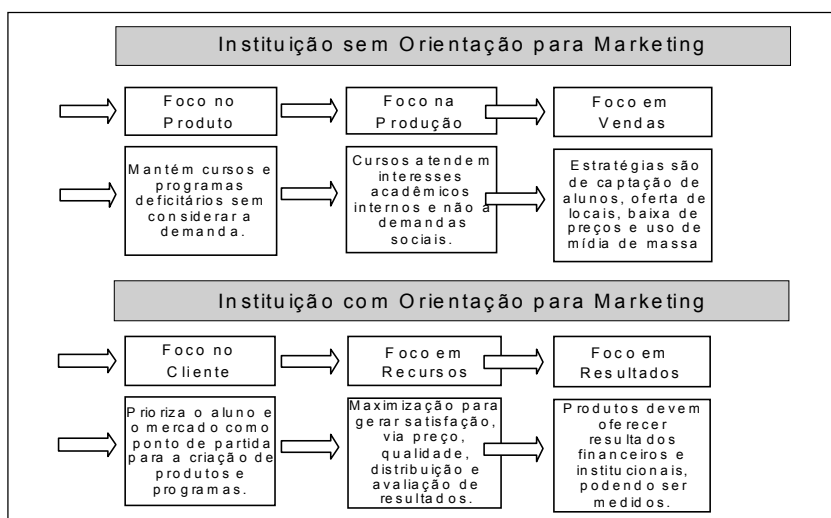 Instituição sem Orientação para Marketing
Foco no
Produto
Foco na
Produção
Foco em
Vendas
Mantém cursos e
programas
deficitários sem
considerar a
demanda.
Cursos atendem
interesses
acadêmicos
internos e não a
demandas
sociais.
Estratégias são
de captação de
alunos, oferta de
locais, baixa de
preços e uso de
mídia de massa
Instituição com Orientação para Marketing
Foco no
Cliente
Foco em
Recursos
Foco em
Resultados
Prioriza o aluno e
o mercado como
ponto de partida
para a criação de
produtos e
programas.
Maximização para
gerar satisfação,
via preço,
qualidade,
distribuição e
avaliação de
resultados.
Produtos devem
oferecer
resultados
financeiros e
institucionais,
podendo ser
medidos.